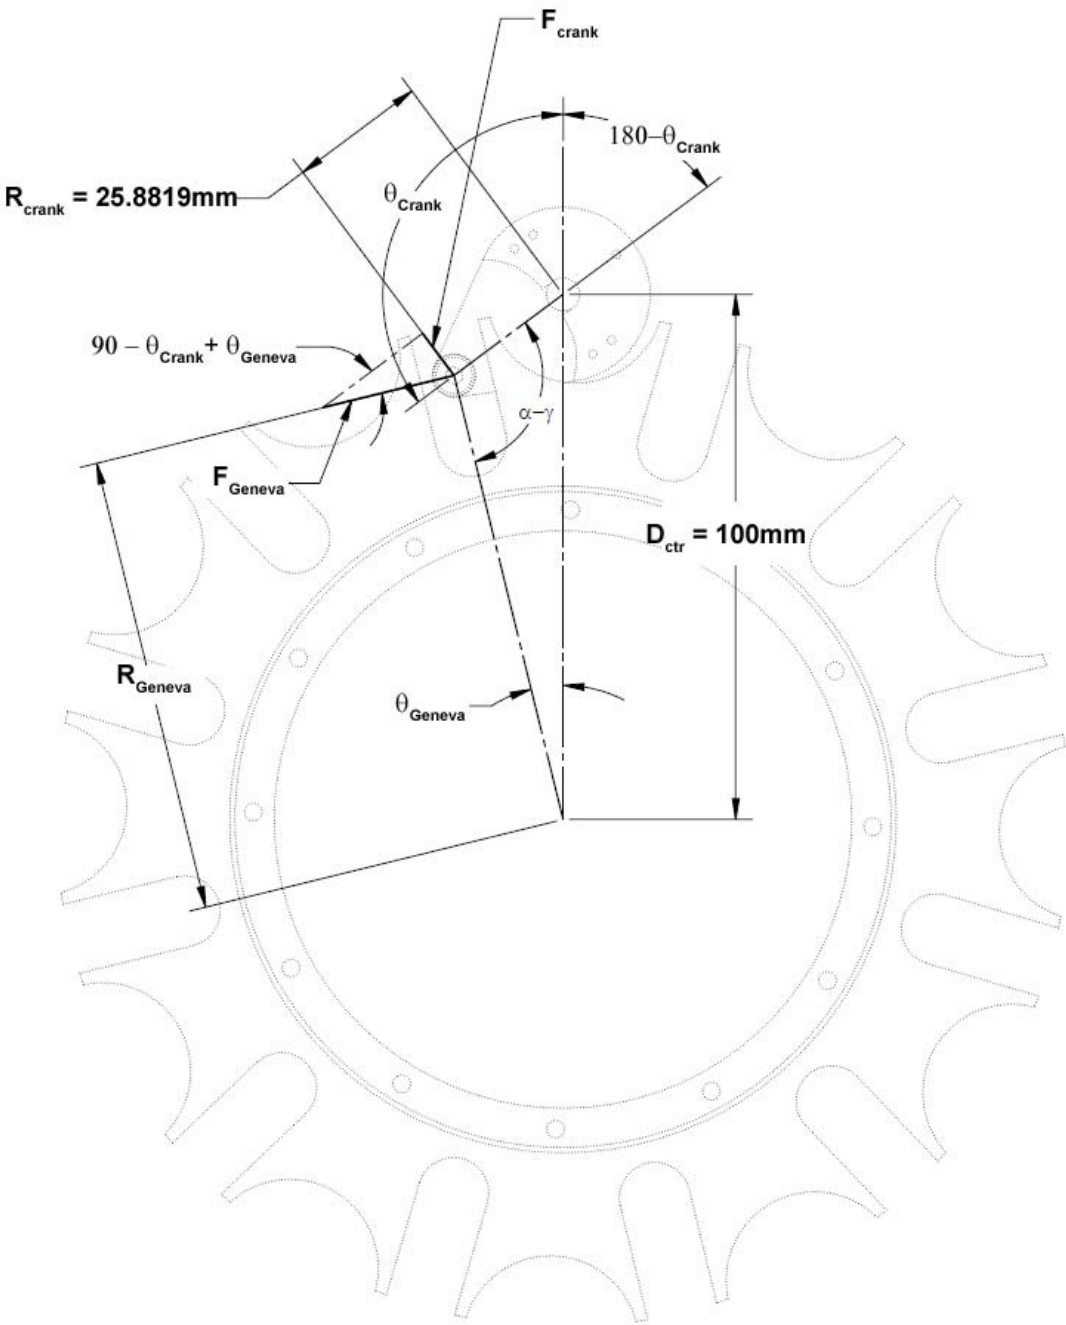 F_crank
180–θ_Crank
R_crank = 25.8819mm
θ_Crank
90 – θ_Crank + θ_Geneva
α–γ
F_Geneva
D_ctr = 100mm
R_Geneva
θ_Geneva